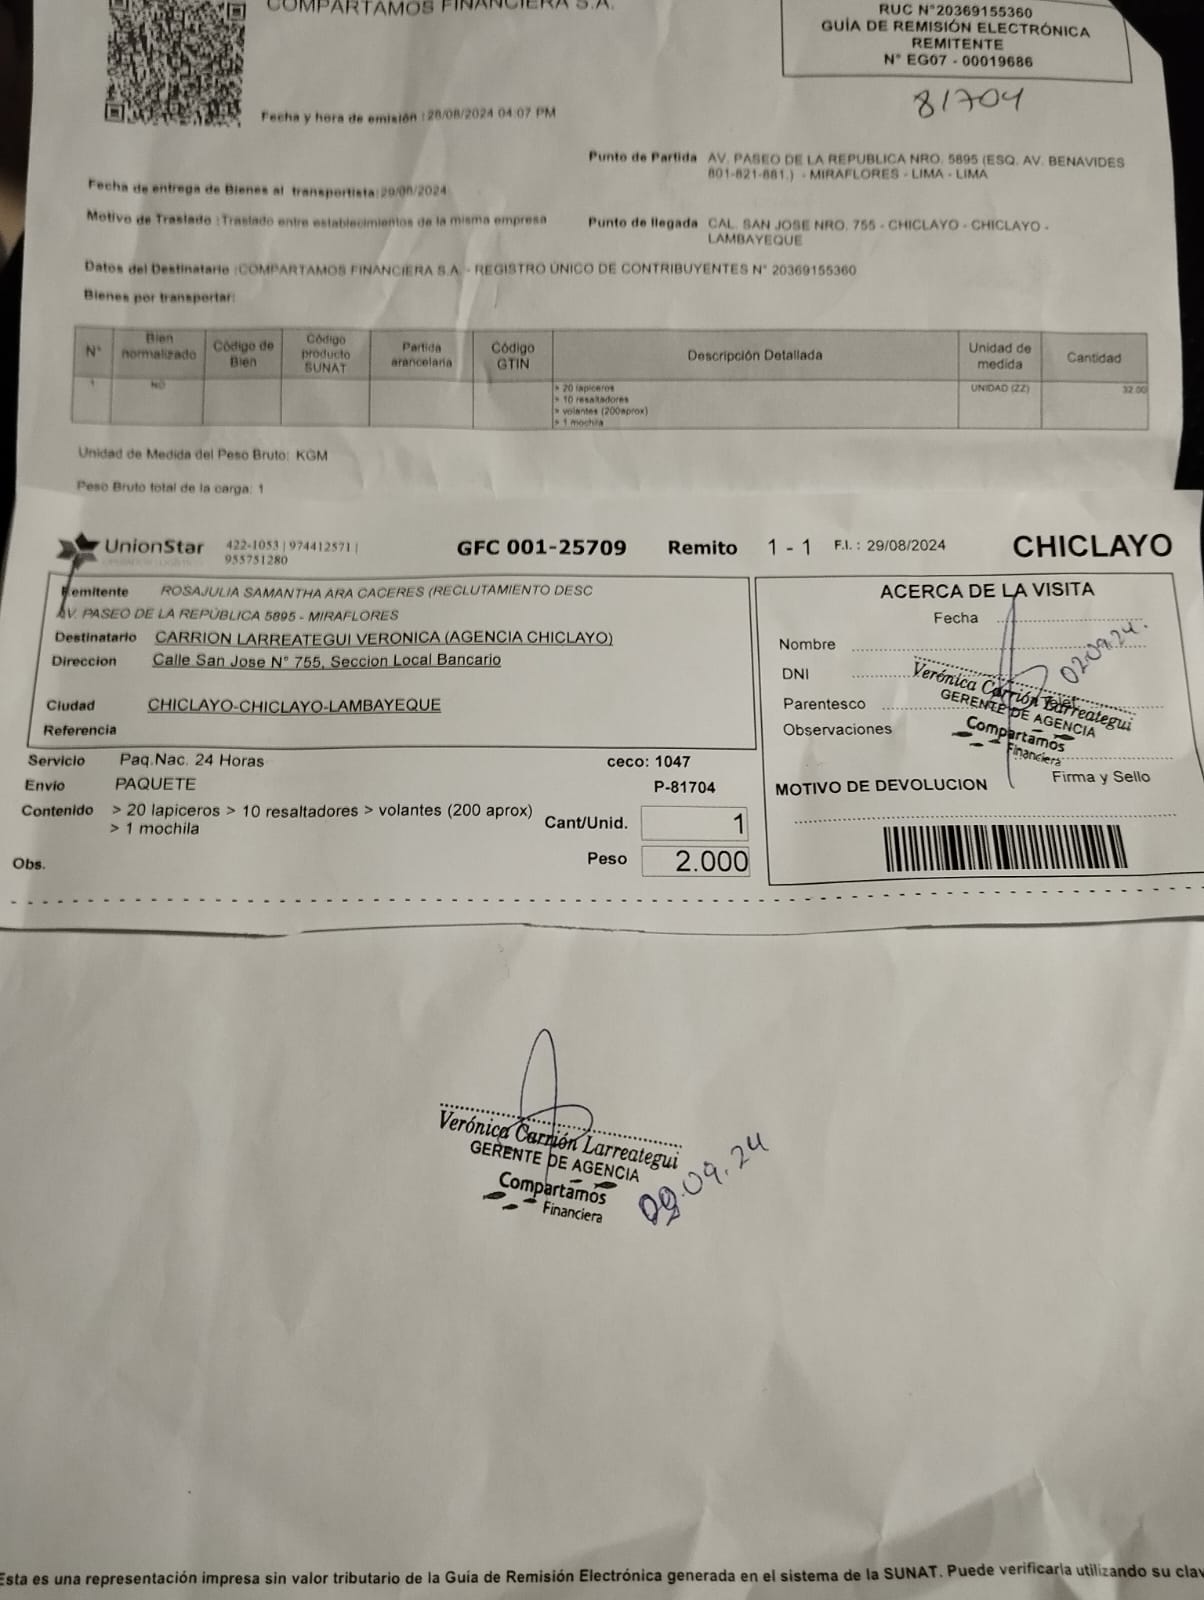 COMPARTAMOS FINANCIERA S.A.
RUC N°20369155360
GUÍA DE REMISIÓN ELECTRÓNICA
REMITENTE
N° EG07 - 00019686
81704
Fecha y hora de emisión : 28/08/2024 04:07 PM
Punto de Partida AV. PASEO DE LA REPUBLICA NRO. 5895 (ESQ. AV. BENAVIDES
801-821-881.) - MIRAFLORES - LIMA - LIMA
Fecha de entrega de Bienes al transportista: 29/08/2024
Motivo de Traslado : Traslado entre establecimientos de la misma empresa
Punto de llegada CAL. SAN JOSE NRO. 755 - CHICLAYO - CHICLAYO -
LAMBAYEQUE
Datos del Destinatario : COMPARTAMOS FINANCIERA S.A. - REGISTRO ÚNICO DE CONTRIBUYENTES N° 20369155360
Bienes por transportar:
N° Bien normalizado Código de Bien Código producto SUNAT Partida arancelaria Código GTIN Descripción Detallada Unidad de medida Cantidad
1 NO > 20 lapiceros UNIDAD (ZZ) 32.00
> 10 resaltadores
> volantes (200aprox)
> 1 mochila
Unidad de Medida del Peso Bruto: KGM
Peso Bruto total de la carga: 1
UnionStar 422-1053 | 974412571 |
955751280
GFC 001-25709 Remito 1 - 1 F.I. : 29/08/2024 CHICLAYO
Remitente ROSAJULIA SAMANTHA ARA CACERES (RECLUTAMIENTO DESC
AV. PASEO DE LA REPÚBLICA 5895 - MIRAFLORES
Destinatario CARRION LARREATEGUI VERONICA (AGENCIA CHICLAYO)
Direccion Calle San Jose N° 755, Seccion Local Bancario
Ciudad CHICLAYO-CHICLAYO-LAMBAYEQUE
Referencia
Servicio Paq.Nac. 24 Horas ceco: 1047
Envio PAQUETE P-81704
Contenido > 20 lapiceros > 10 resaltadores > volantes (200 aprox)
> 1 mochila
Cant/Unid. 1
Obs. Peso 2.000
ACERCA DE LA VISITA
Fecha
Nombre
DNI
Parentesco
Observaciones
02.09.24.
Verónica Carrión Larreategui
GERENTE DE AGENCIA
Compartamos
Financiera
Firma y Sello
MOTIVO DE DEVOLUCION
Verónica Carrión Larreategui
GERENTE DE AGENCIA
Compartamos
Financiera
09.24
Esta es una representación impresa sin valor tributario de la Guía de Remisión Electrónica generada en el sistema de la SUNAT. Puede verificarla utilizando su clav